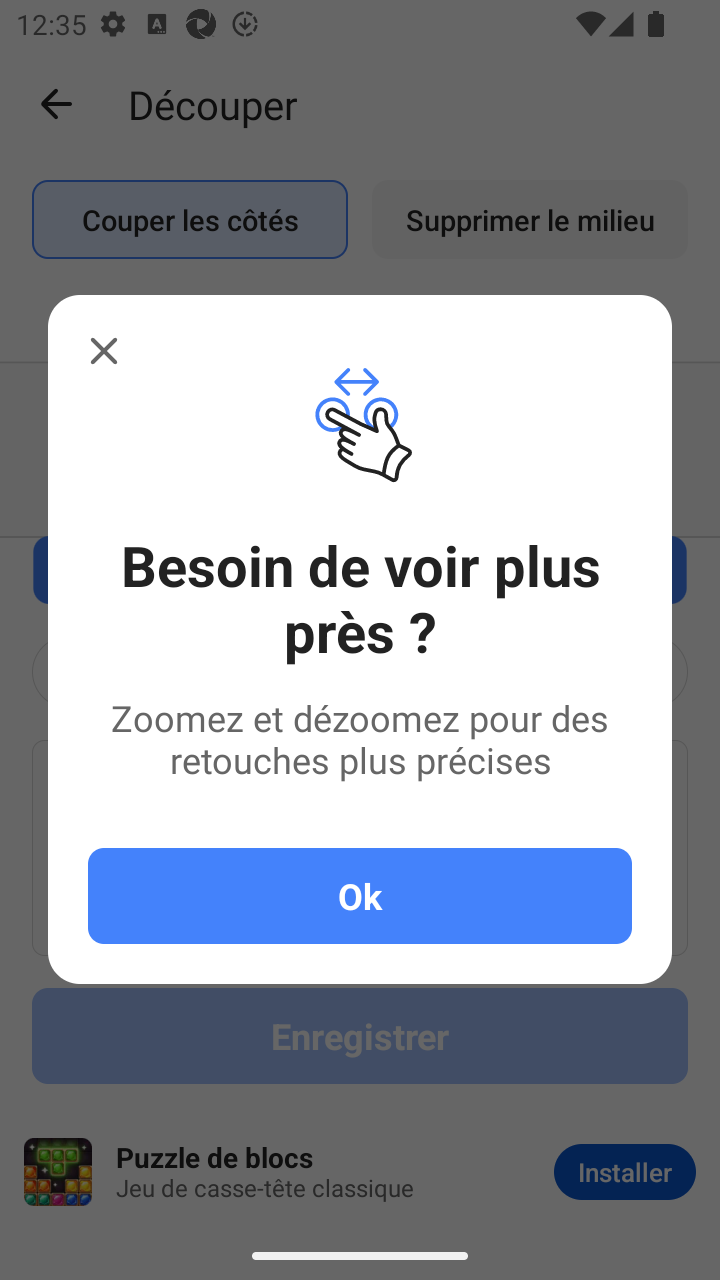 12:35
Découper
Couper les côtés
Supprimer le milieu
Besoin de voir plus
près ?
Zoomez et dézoomez pour des
retouches plus précises
Ok
Enregistrer
Puzzle de blocs
Jeu de casse-tête classique
Installer